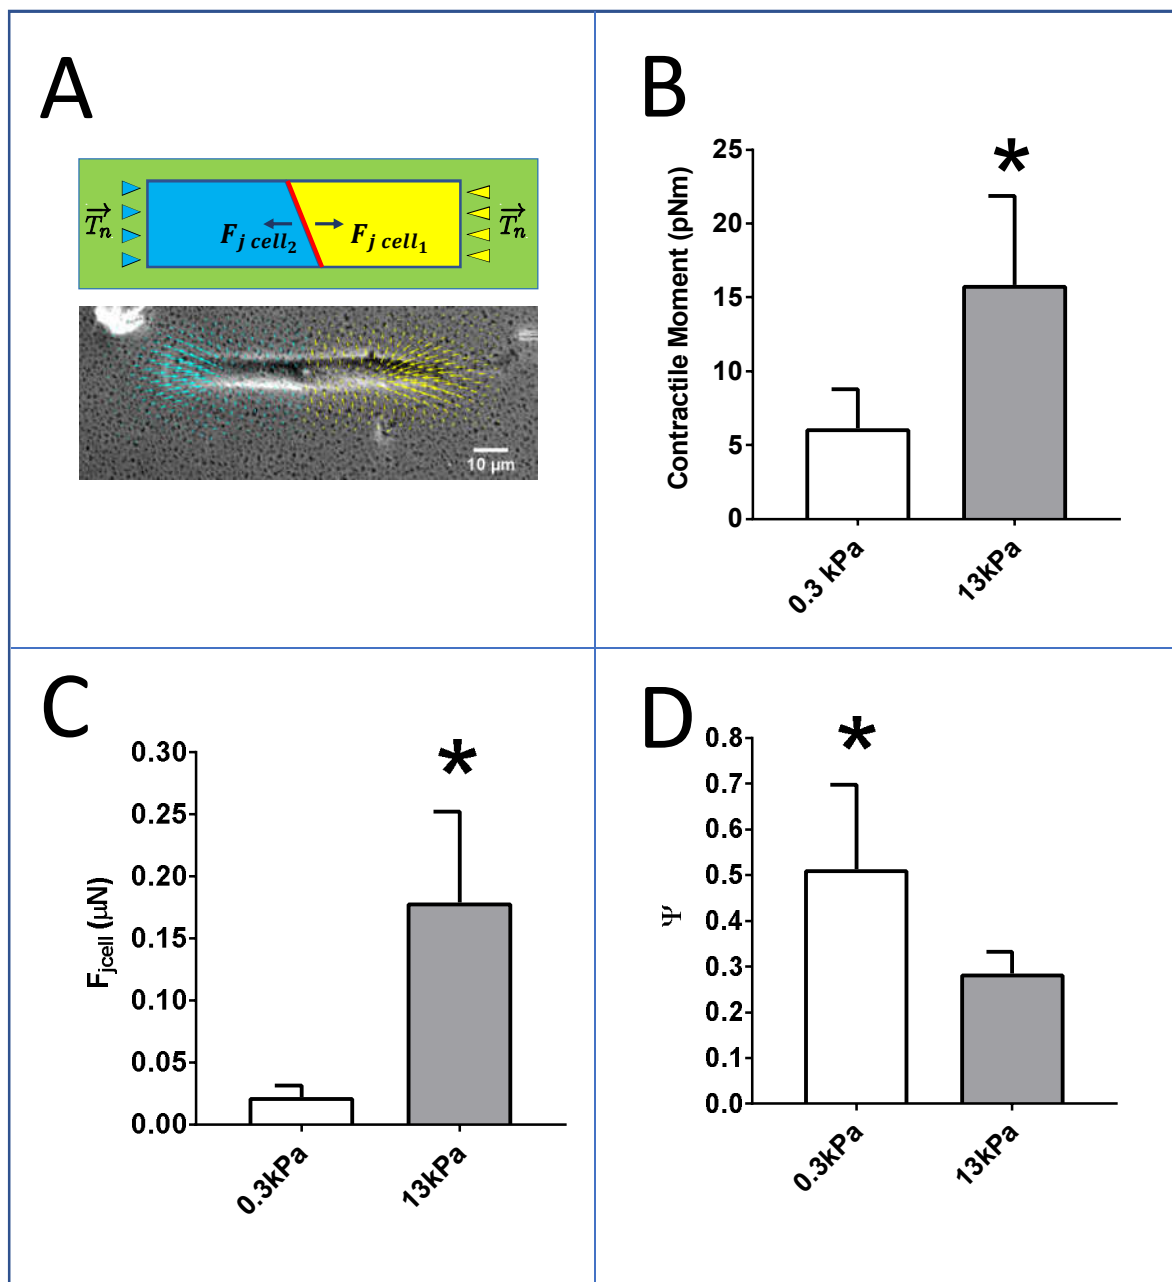 A
T⃗n
F j cell2
F j cell1
T⃗n
10 µm
B
Contractile Moment (pNm)
25
20
15
10
5
0
*
0.3 kPa
13kPa
C
Fjcell (µN)
0.30
0.25
0.20
0.15
0.10
0.05
0.00
*
0.3kPa
13kPa
D
Ψ
0.8
0.7
0.6
0.5
0.4
0.3
0.2
0.1
0.0
*
0.3kPa
13kPa